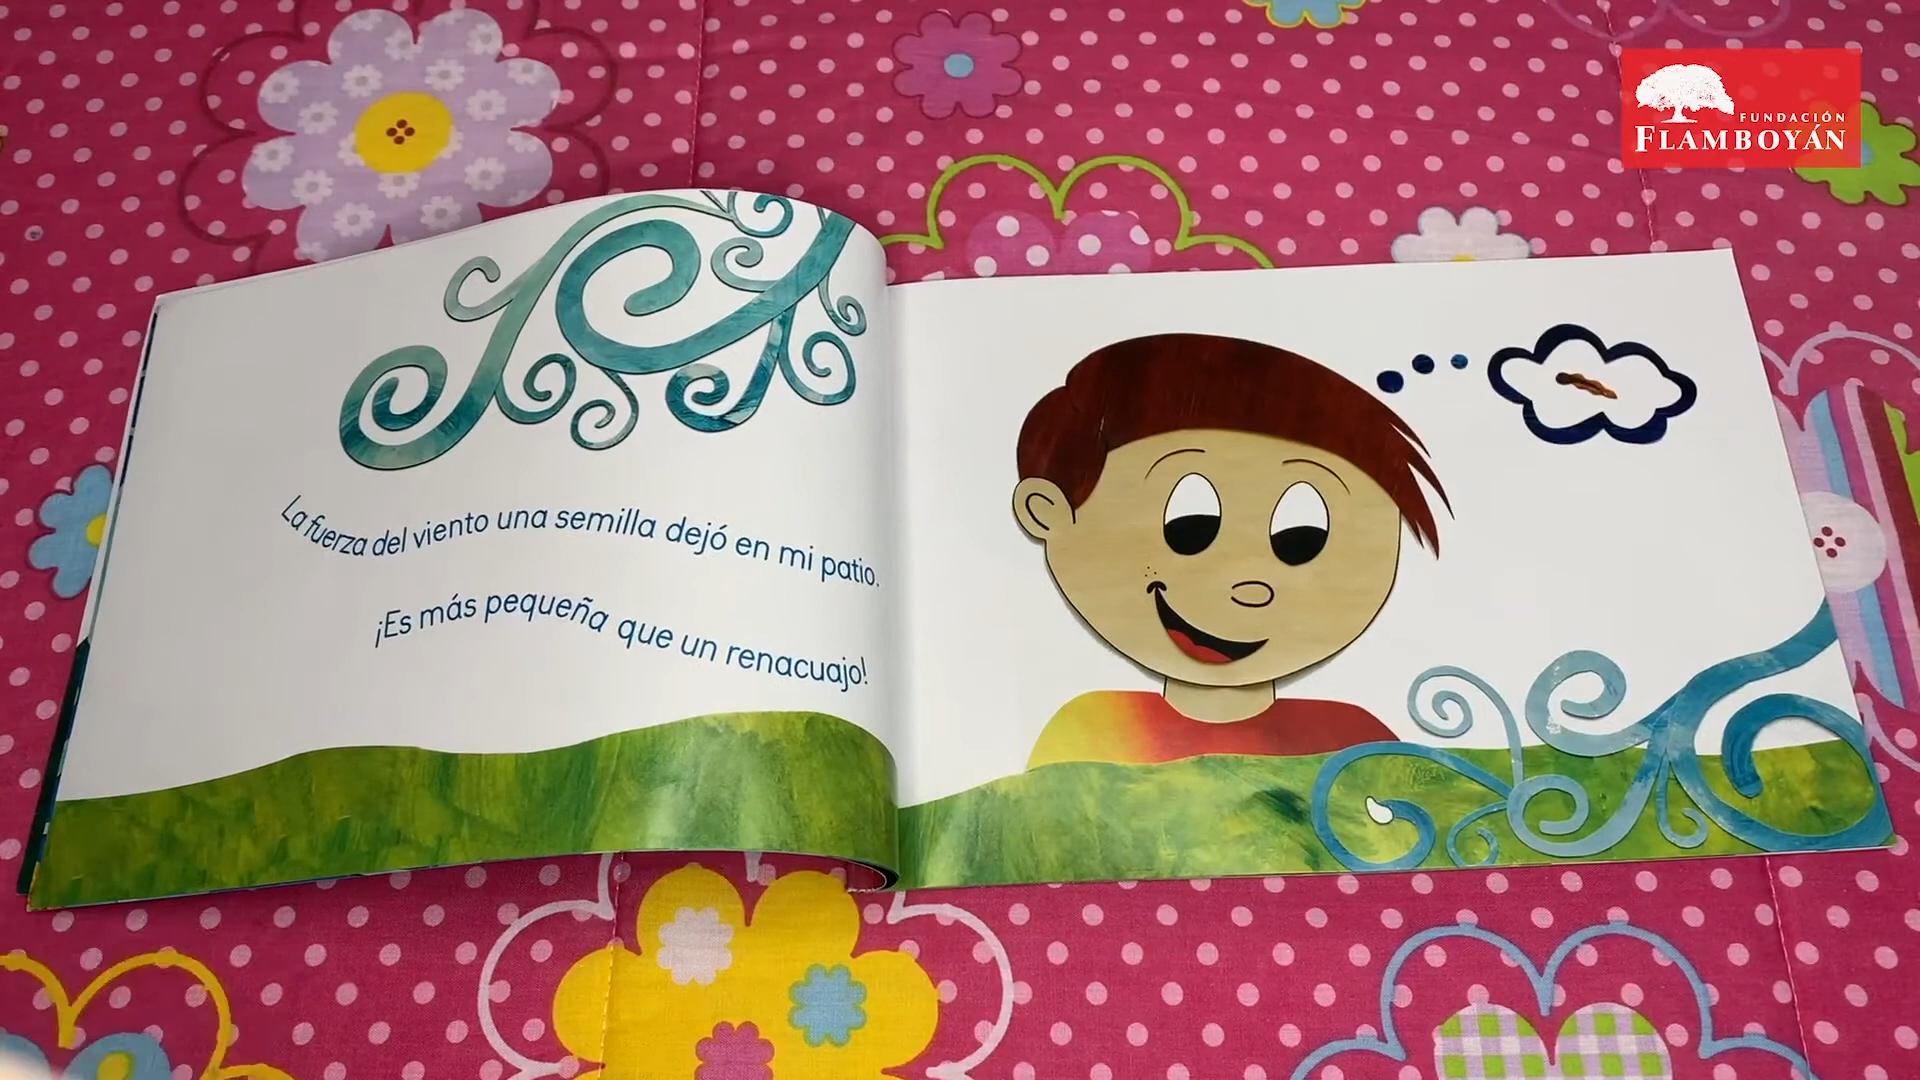 FUNDACIÓN
FLAMBOYÁN
La fuerza del viento una semilla dejó en mi patio.
¡Es más pequeña que un renacuajo!